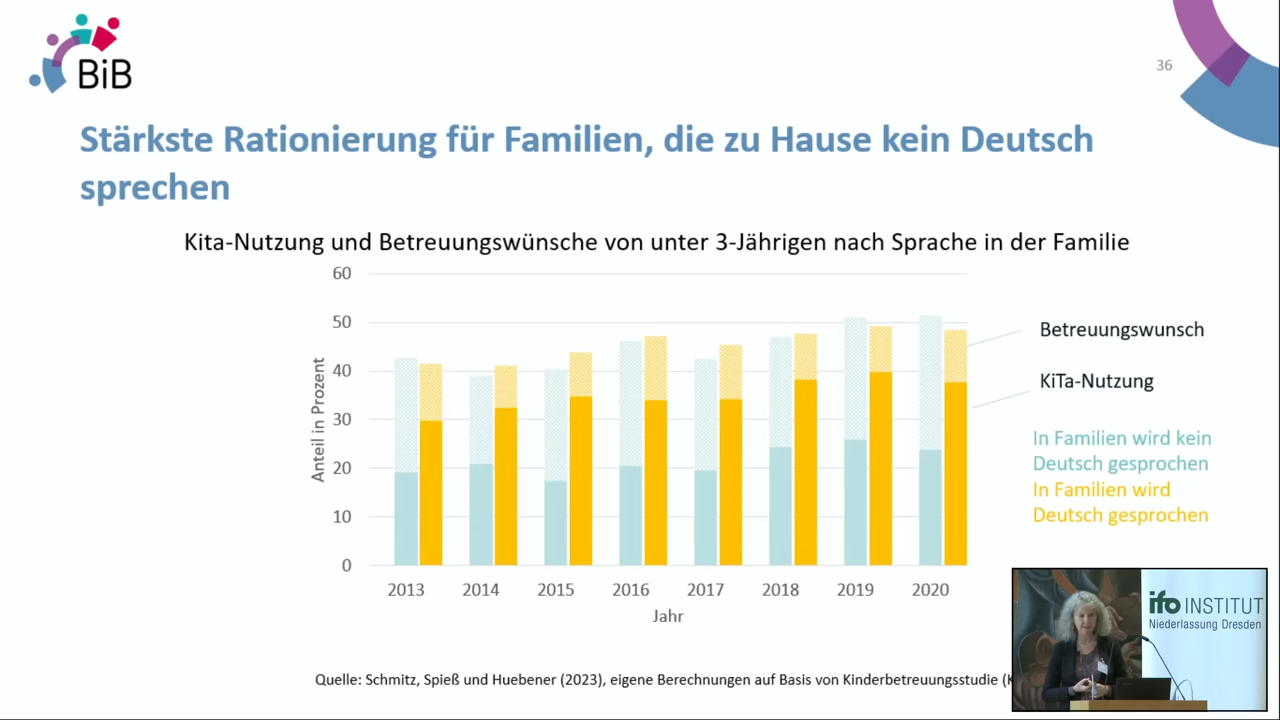 BiB
36
Stärkste Rationierung für Familien, die zu Hause kein Deutsch
sprechen
Kita-Nutzung und Betreuungswünsche von unter 3-Jährigen nach Sprache in der Familie
60
50
40
30
20
10
0
Anteil in Prozent
2013 2014 2015 2016 2017 2018 2019 2020
Jahr
Betreuungswunsch
KiTa-Nutzung
In Familien wird kein
Deutsch gesprochen
In Familien wird
Deutsch gesprochen
ifo INSTITUT
Niederlassung Dresden
Quelle: Schmitz, Spieß und Huebener (2023), eigene Berechnungen auf Basis von Kinderbetreuungsstudie